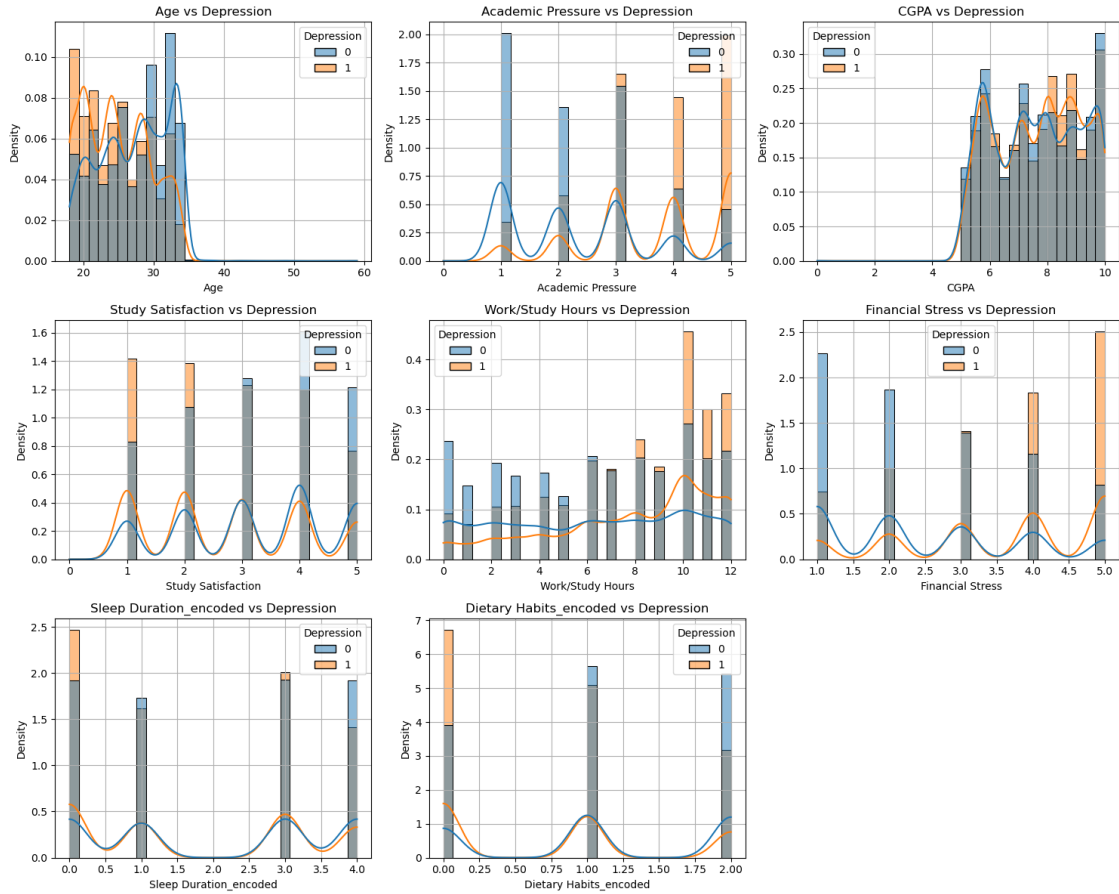 Age vs Depression
Depression
0
1
0.10
0.08
0.06
0.04
0.02
0.00
Density
20 30 40 50 60
Age
Academic Pressure vs Depression
Depression
0
1
2.00
1.75
1.50
1.25
1.00
0.75
0.50
0.25
0.00
Density
0 1 2 3 4 5
Academic Pressure
CGPA vs Depression
Depression
0
1
0.30
0.25
0.20
0.15
0.10
0.05
0.00
Density
0 2 4 6 8 10
CGPA
Study Satisfaction vs Depression
Depression
0
1
1.6
1.4
1.2
1.0
0.8
0.6
0.4
0.2
0.0
Density
0 1 2 3 4 5
Study Satisfaction
Work/Study Hours vs Depression
Depression
0
1
0.4
0.3
0.2
0.1
0.0
Density
0 2 4 6 8 10 12
Work/Study Hours
Financial Stress vs Depression
Depression
0
1
2.5
2.0
1.5
1.0
0.5
0.0
Density
1.0 1.5 2.0 2.5 3.0 3.5 4.0 4.5 5.0
Financial Stress
Sleep Duration_encoded vs Depression
Depression
0
1
2.5
2.0
1.5
1.0
0.5
0.0
Density
0.0 0.5 1.0 1.5 2.0 2.5 3.0 3.5 4.0
Sleep Duration_encoded
Dietary Habits_encoded vs Depression
Depression
0
1
7
6
5
4
3
2
1
0
Density
0.00 0.25 0.50 0.75 1.00 1.25 1.50 1.75 2.00
Dietary Habits_encoded